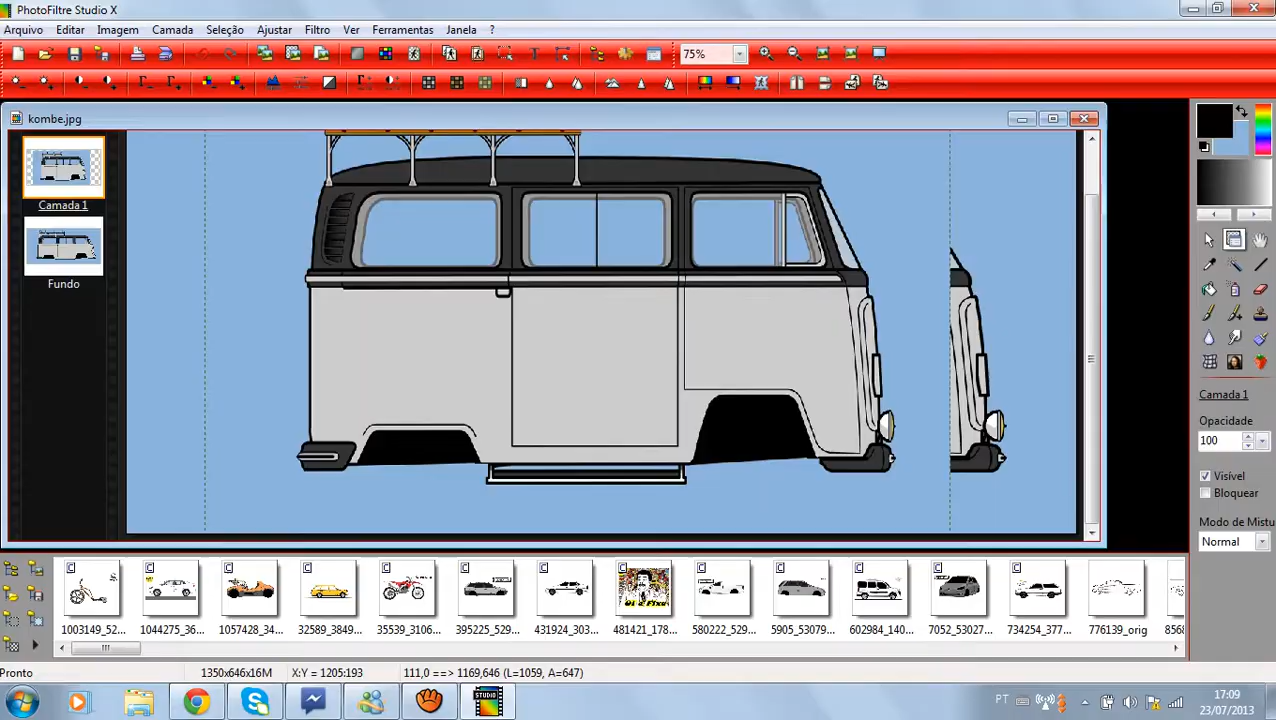 PhotoFiltre Studio X
Arquivo Editar Imagem Camada Seleção Ajustar Filtro Ver Ferramentas Janela ?
75%
kombe.jpg
Camada 1
Fundo
Camada 1
Opacidade
100
Visível
Bloquear
Modo de Mistu
Normal
1003149_52... 1044275_36... 1057428_34... 32589_3849... 35539_3106... 395225_529... 431924_303... 481421_178... 580222_529... 5905_53079... 602984_140... 7052_53027... 734254_377... 776139_orig
Pronto 1350x646x16M X:Y = 1205:193 111,0 ==> 1169,646 (L=1059, A=647)
STUDIO
PT 17:09
23/07/2013